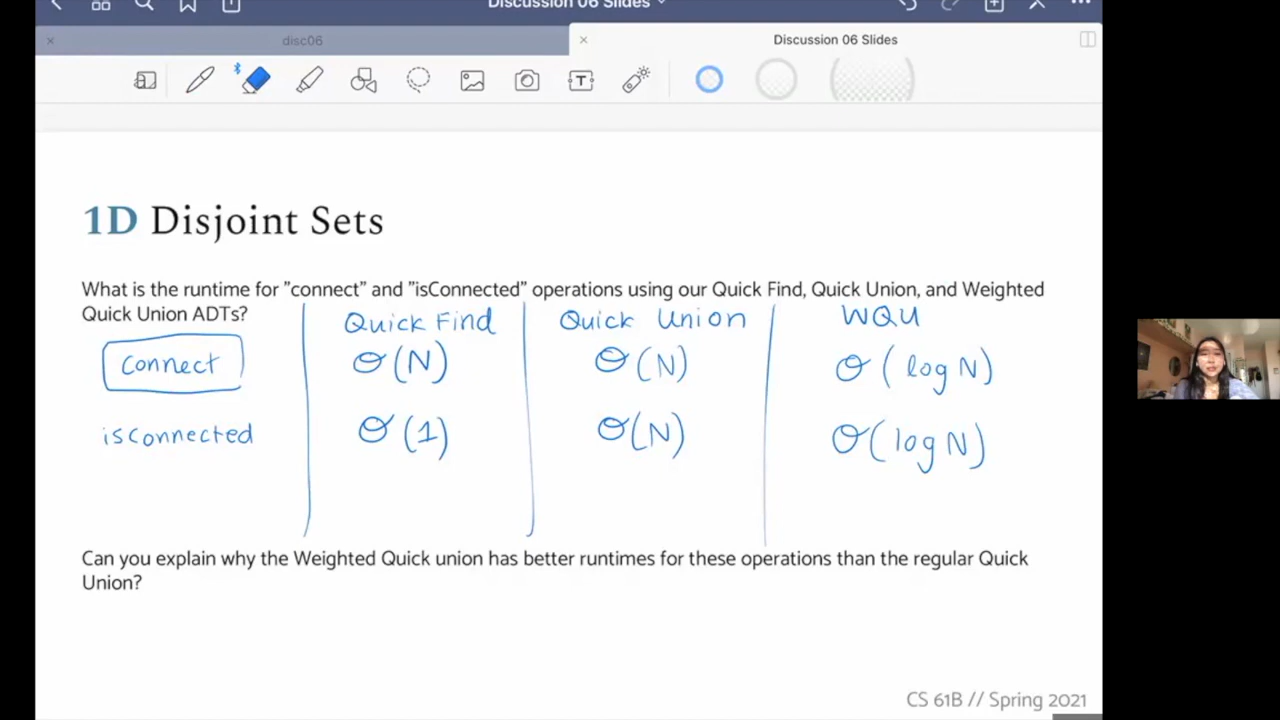 Discussion 06 Slides
disc06
Discussion 06 Slides
T
1D Disjoint Sets
What is the runtime for "connect" and "isConnected" operations using our Quick Find, Quick Union, and Weighted
Quick Union ADTs?
Quick Find Quick Union WQU
Connect Θ(N) Θ(N) Θ(log N)
isConnected Θ(1) Θ(N) Θ(log N)
Can you explain why the Weighted Quick union has better runtimes for these operations than the regular Quick
Union?
CS 61B // Spring 2021